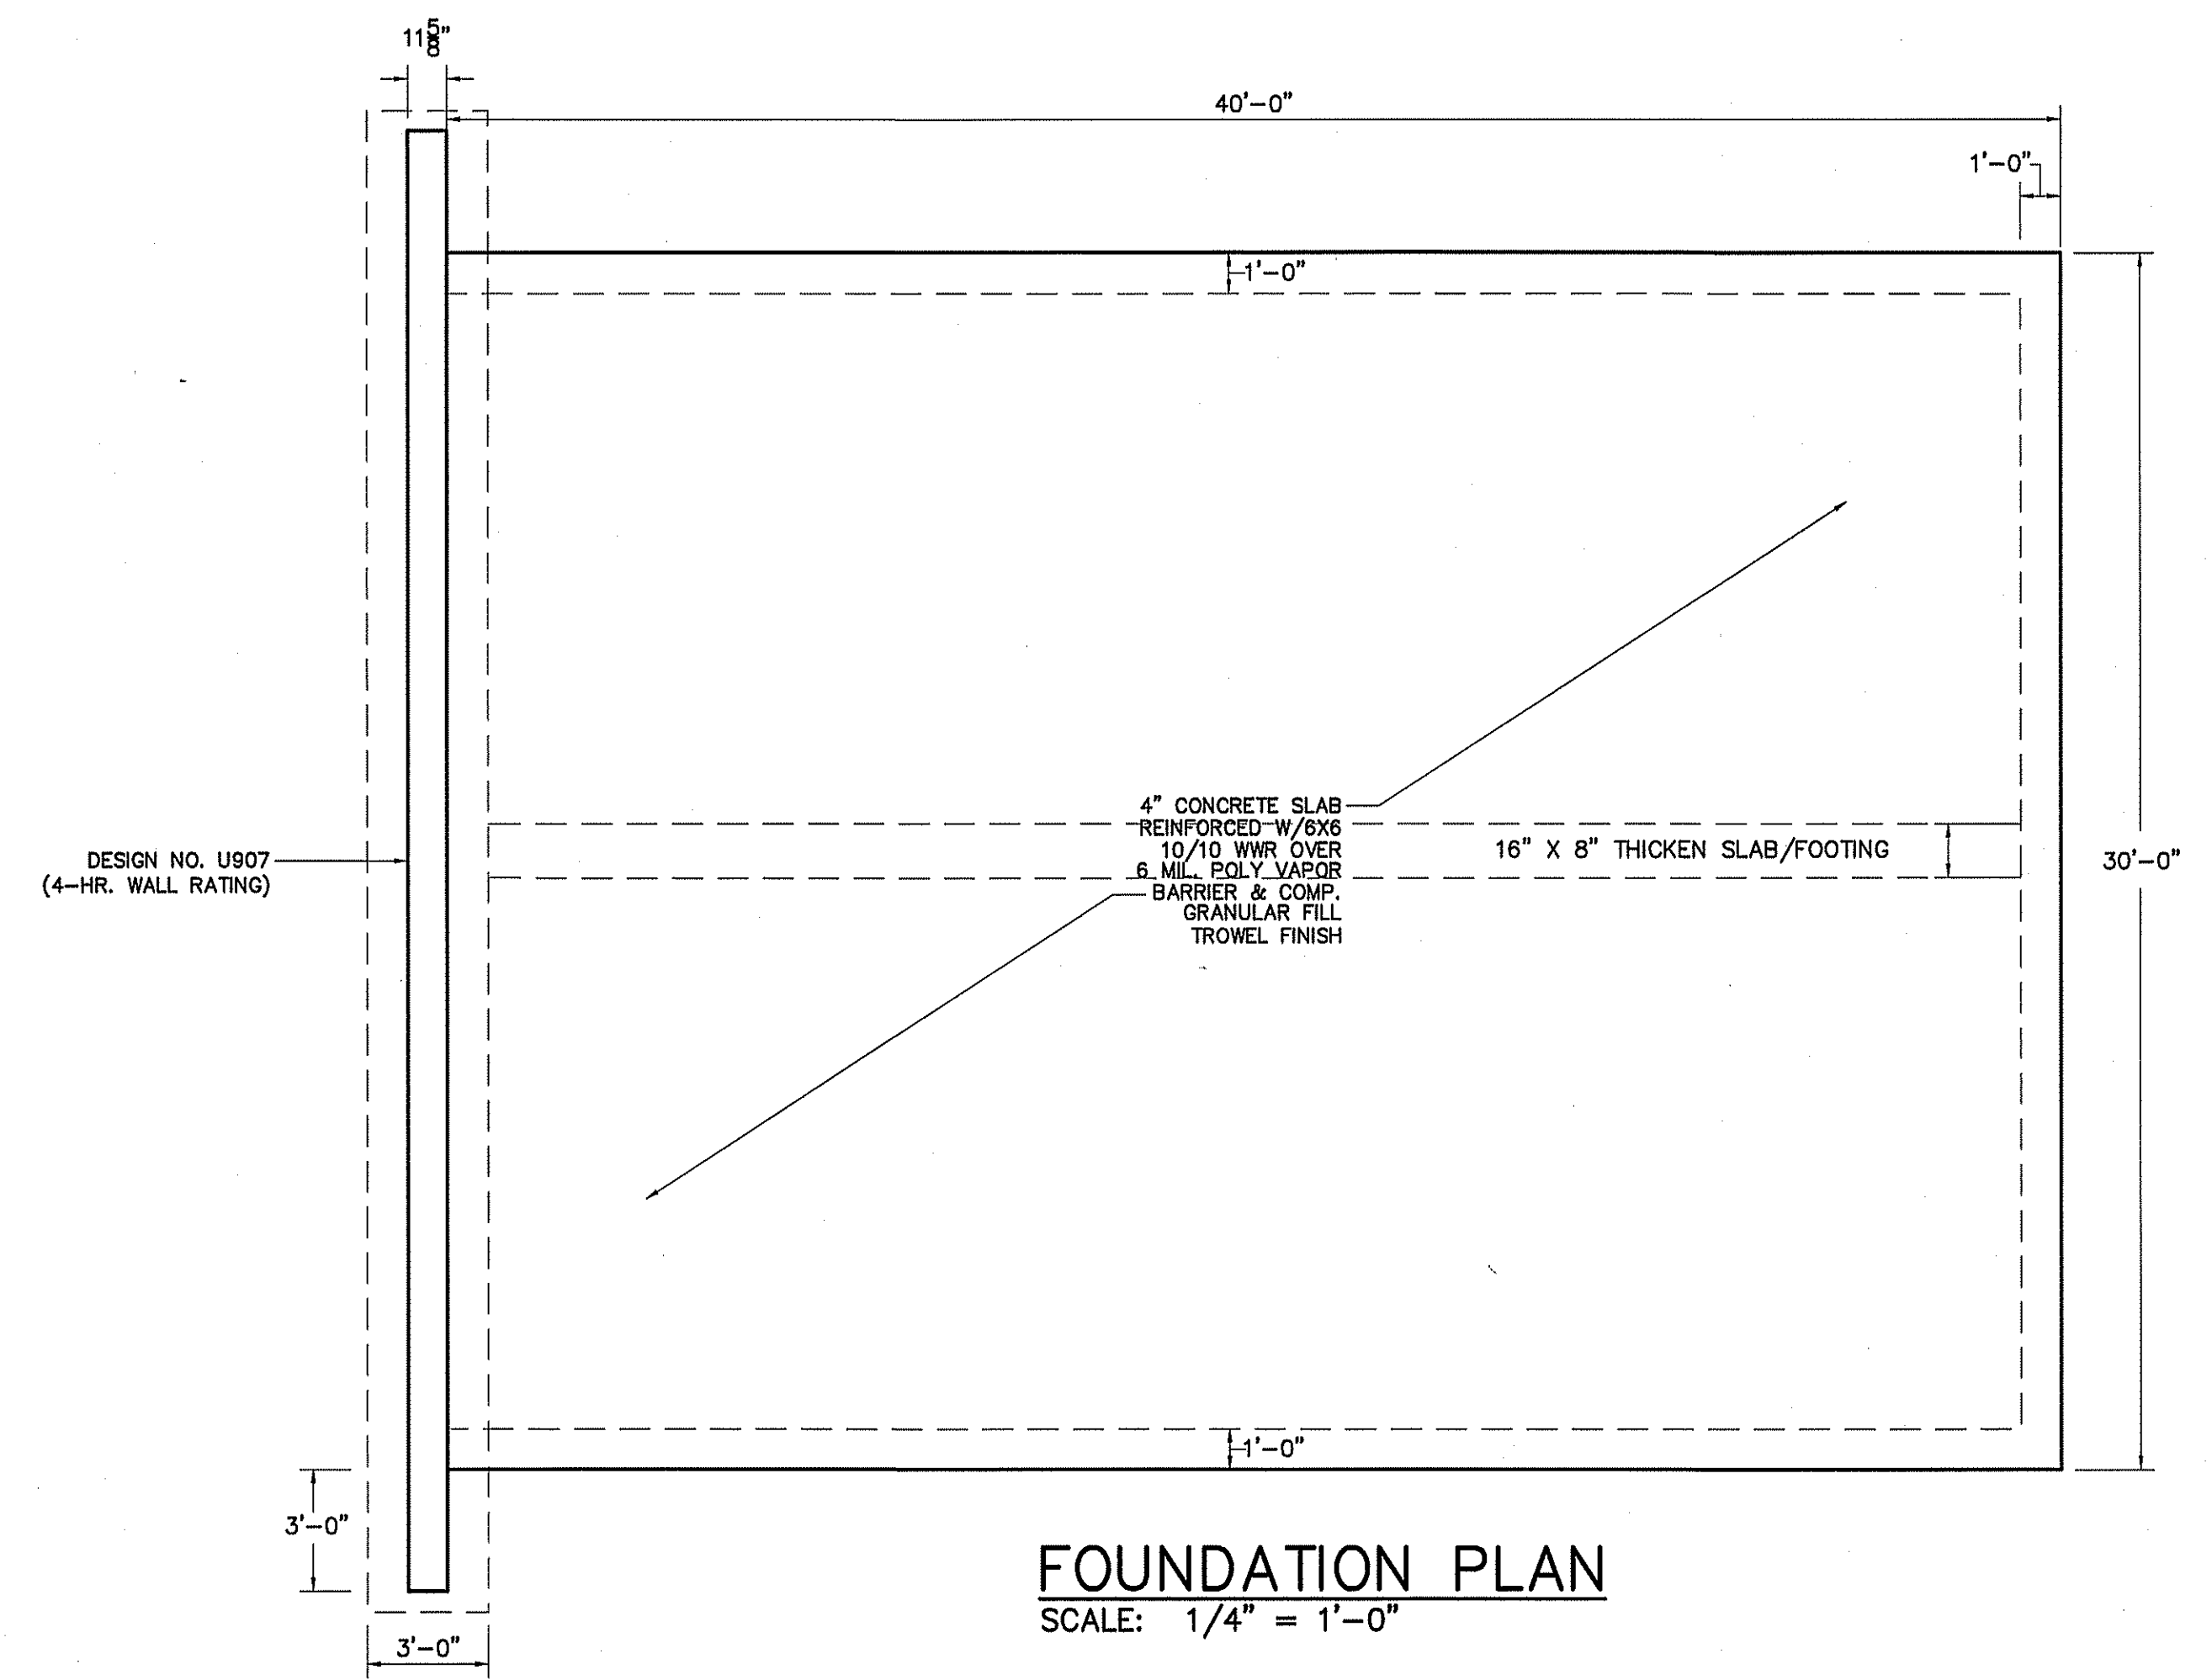 11 5/8"
40'-0"
1'-0"
1'-0"
4" CONCRETE SLAB
REINFORCED W/6X6
10/10 WWR OVER
6 MIL. POLY VAPOR
BARRIER & COMP.
GRANULAR FILL
TROWEL FINISH
16" X 8" THICKEN SLAB/FOOTING
30'-0"
DESIGN NO. U907
(4-HR. WALL RATING)
1'-0"
3'-0"
3'-0"
FOUNDATION PLAN
SCALE: 1/4" = 1'-0"